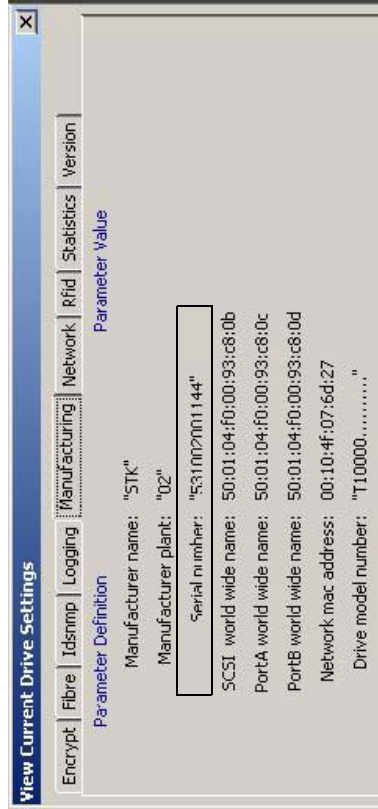 View Current Drive Settings
Encrypt Fibre Idsnmp Logging Manufacturing Network Rfid Statistics Version
Parameter Definition Parameter Value
Manufacturer name: "STK"
Manufacturer plant: "02"
Serial number: "531002001144"
SCSI world wide name: 50:01:04:f0:00:93:c8:0b
PortA world wide name: 50:01:04:f0:00:93:c8:0c
PortB world wide name: 50:01:04:f0:00:93:c8:0d
Network mac address: 00:10:4f:07:6d:27
Drive model number: "T10000.........."